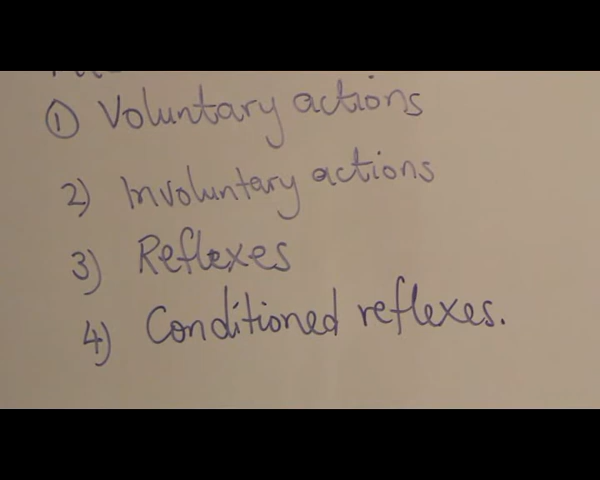 ① Voluntary actions
2) Involuntary actions
3) Reflexes
4) Conditioned reflexes.